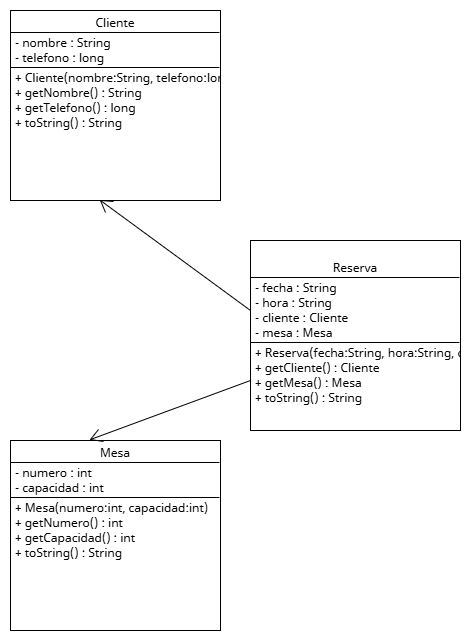 Cliente
- nombre : String
- telefono : long
+ Cliente(nombre:String, telefono:lon
+ getNombre() : String
+ getTelefono() : long
+ toString() : String
Reserva
- fecha : String
- hora : String
- cliente : Cliente
- mesa : Mesa
+ Reserva(fecha:String, hora:String, c
+ getCliente() : Cliente
+ getMesa() : Mesa
+ toString() : String
Mesa
- numero : int
- capacidad : int
+ Mesa(numero:int, capacidad:int)
+ getNumero() : int
+ getCapacidad() : int
+ toString() : String